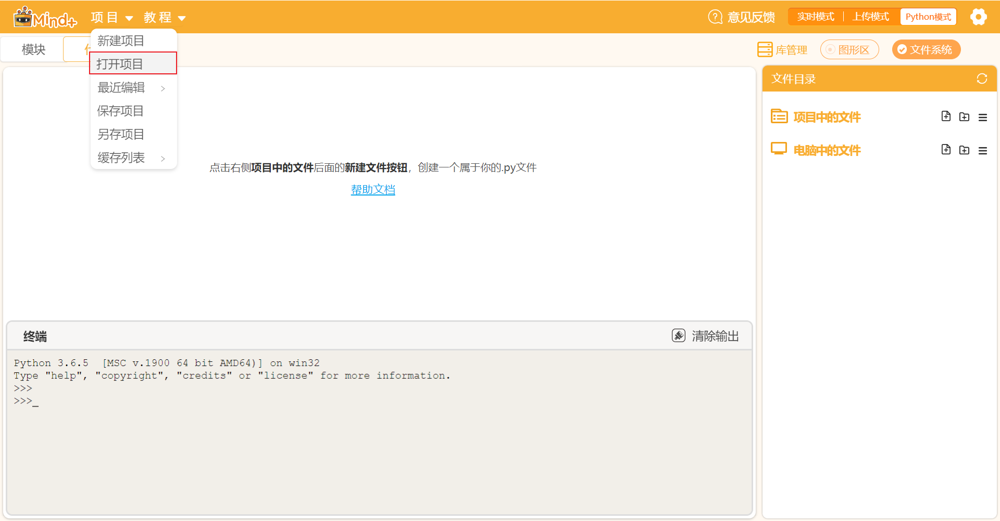 Mind+ 项目 教程 意见反馈 实时模式 上传模式 Python模式
新建项目
模块 库管理 图形区 文件系统
打开项目
文件目录
最近编辑 >
保存项目
项目中的文件
另存项目
电脑中的文件
缓存列表 >
点击右侧项目中的文件后面的新建文件按钮，创建一个属于你的.py文件
帮助文档
终端 清除输出
Python 3.6.5  [MSC v.1900 64 bit AMD64)] on win32
Type "help", "copyright", "credits" or "license" for more information.
>>>
>>>_